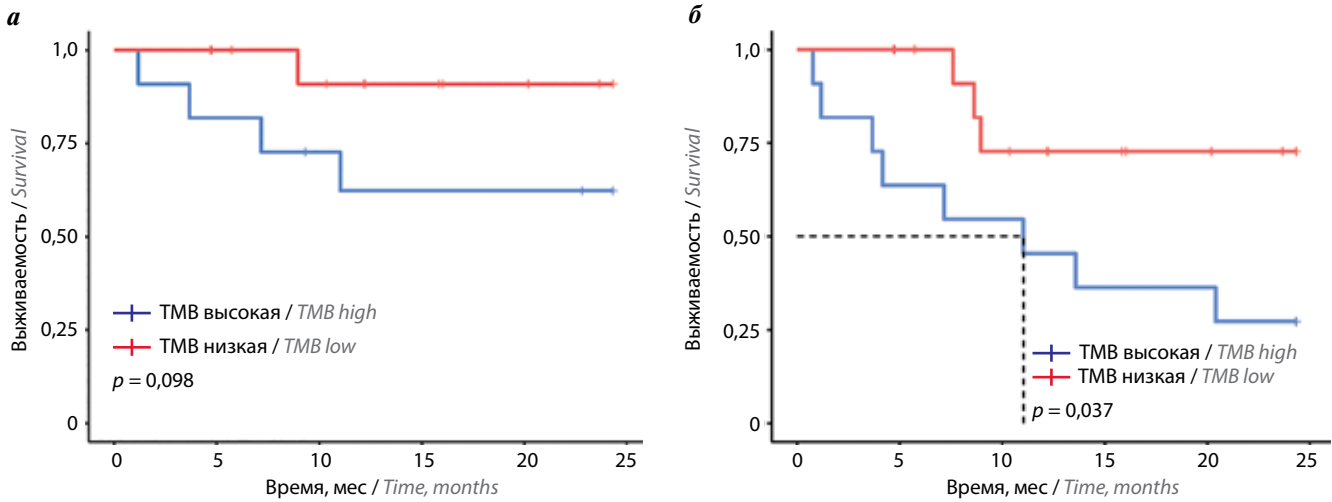 а
1,0
0,75
0,50
0,25
0
Выживаемость / Survival
ТМВ высокая / TMB high
ТМВ низкая / TMB low
p = 0,098
0 5 10 15 20 25
Время, мес / Time, months
б
1,0
0,75
0,50
0,25
0
Выживаемость / Survival
ТМВ высокая / TMB high
ТМВ низкая / TMB low
p = 0,037
0 5 10 15 20 25
Время, мес / Time, months